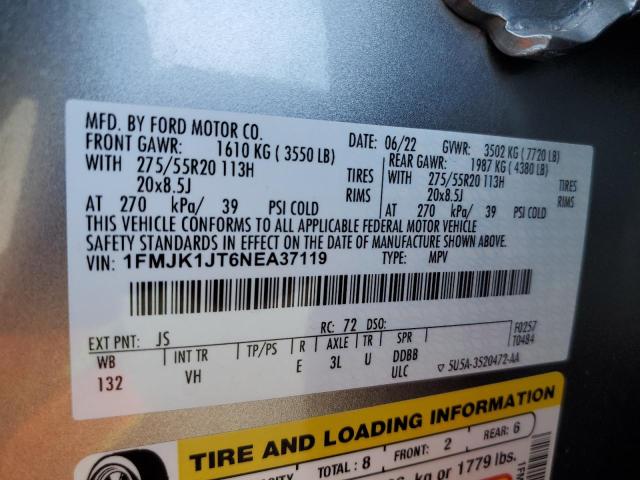 MFD. BY FORD MOTOR CO. DATE: 06/22 GVWR: 3502 KG ( 7720 LB)
FRONT GAWR: 1610 KG ( 3550 LB) REAR GAWR: 1987 KG ( 4380 LB)
WITH 275/55R20 113H TIRES WITH 275/55R20 113H TIRES
20x8.5J RIMS 20x8.5J RIMS
AT 270 kPa/ 39 PSI COLD AT 270 kPa/ 39 PSI COLD
THIS VEHICLE CONFORMS TO ALL APPLICABLE FEDERAL MOTOR VEHICLE
SAFETY STANDARDS IN EFFECT ON THE DATE OF MANUFACTURE SHOWN ABOVE.
VIN: 1FMJK1JT6NEA37119 TYPE: MPV
F0257
T0484
EXT PNT: JS RC: 72 DSO:
WB INT TR TP/PS R AXLE TR SPR
132 VH E 3L U DDBB
ULC
▽ 5U5A-3520472-AA
TIRE AND LOADING INFORMATION
TOTAL : 8 FRONT: 2 REAR: 6
kg or 1779 lbs.